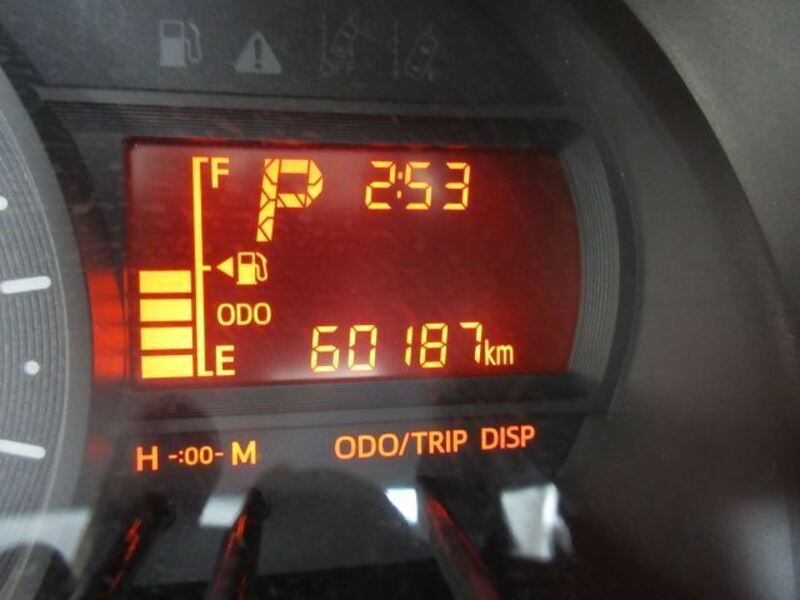 F P 2:53
ODO
E 60187km
H -:00- M ODO/TRIP DISP